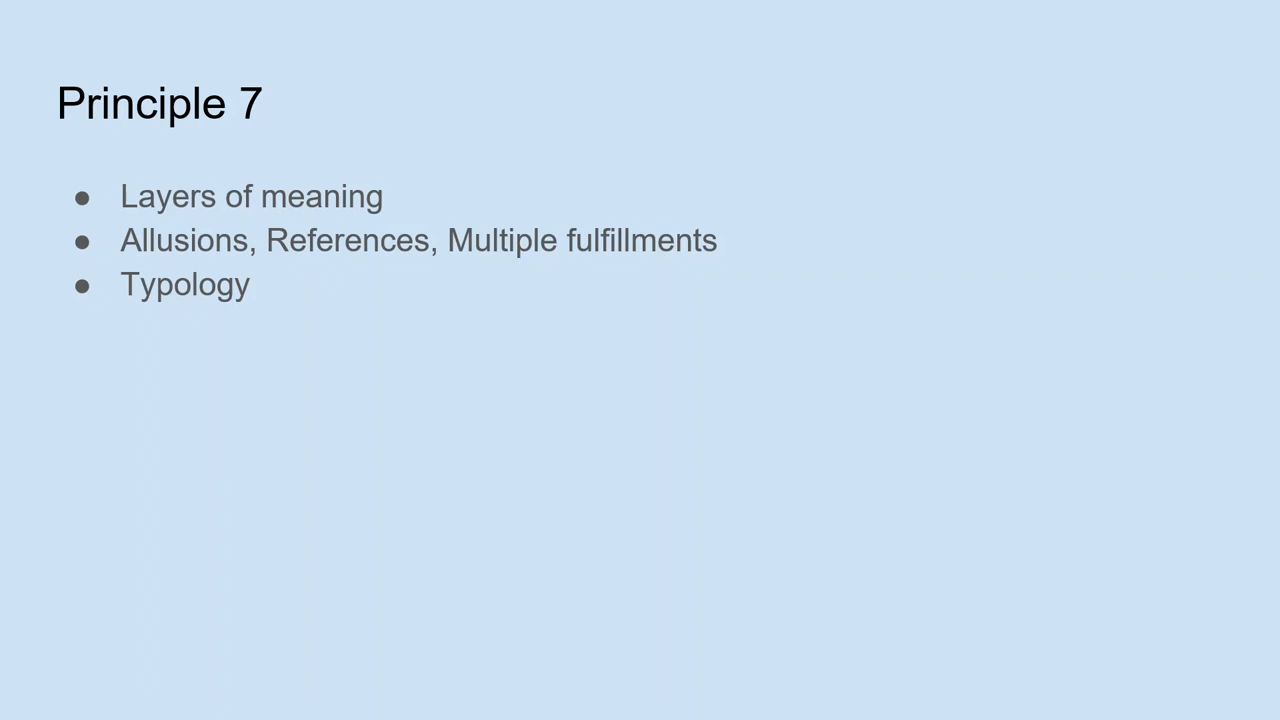 Principle 7
● Layers of meaning
● Allusions, References, Multiple fulfillments
● Typology